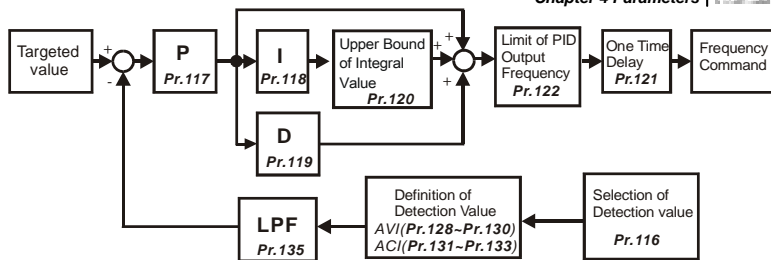 Chapter 4 Parameters |
Targeted
value
+
-
P
Pr.117
I
Pr.118
Upper Bound
of Integral
Value
Pr.120
D
Pr.119
+
+
+
Limit of PID
Output
Frequency
Pr.122
One Time
Delay
Pr.121
Frequency
Command
LPF
Pr.135
Definition of
Detection Value
AVI(Pr.128~Pr.130)
ACI(Pr.131~Pr.133)
Selection of
Detection value
Pr.116